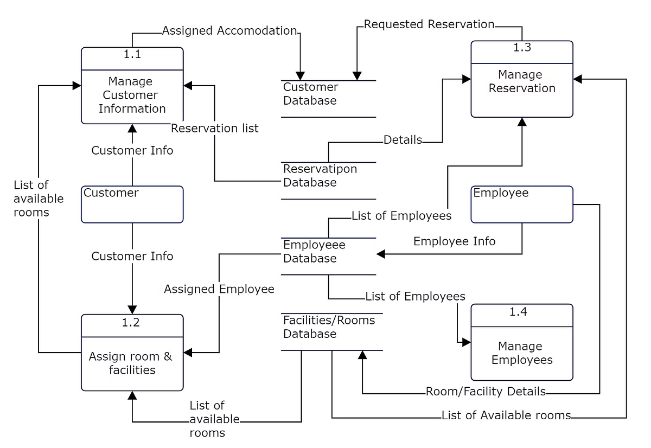 Assigned Accomodation
Requested Reservation
1.1
Manage
Customer
Information
1.3
Manage
Reservation
Customer
Database
Reservation list
Details
Customer Info
Reservatipon
Database
List of
available
rooms
Customer
Employee
List of Employees
Employee Info
Employeee
Database
Customer Info
Assigned Employee
List of Employees
1.2
Assign room &
facilities
Facilities/Rooms
Database
1.4
Manage
Employees
Room/Facility Details
List of
available
rooms
List of Available rooms